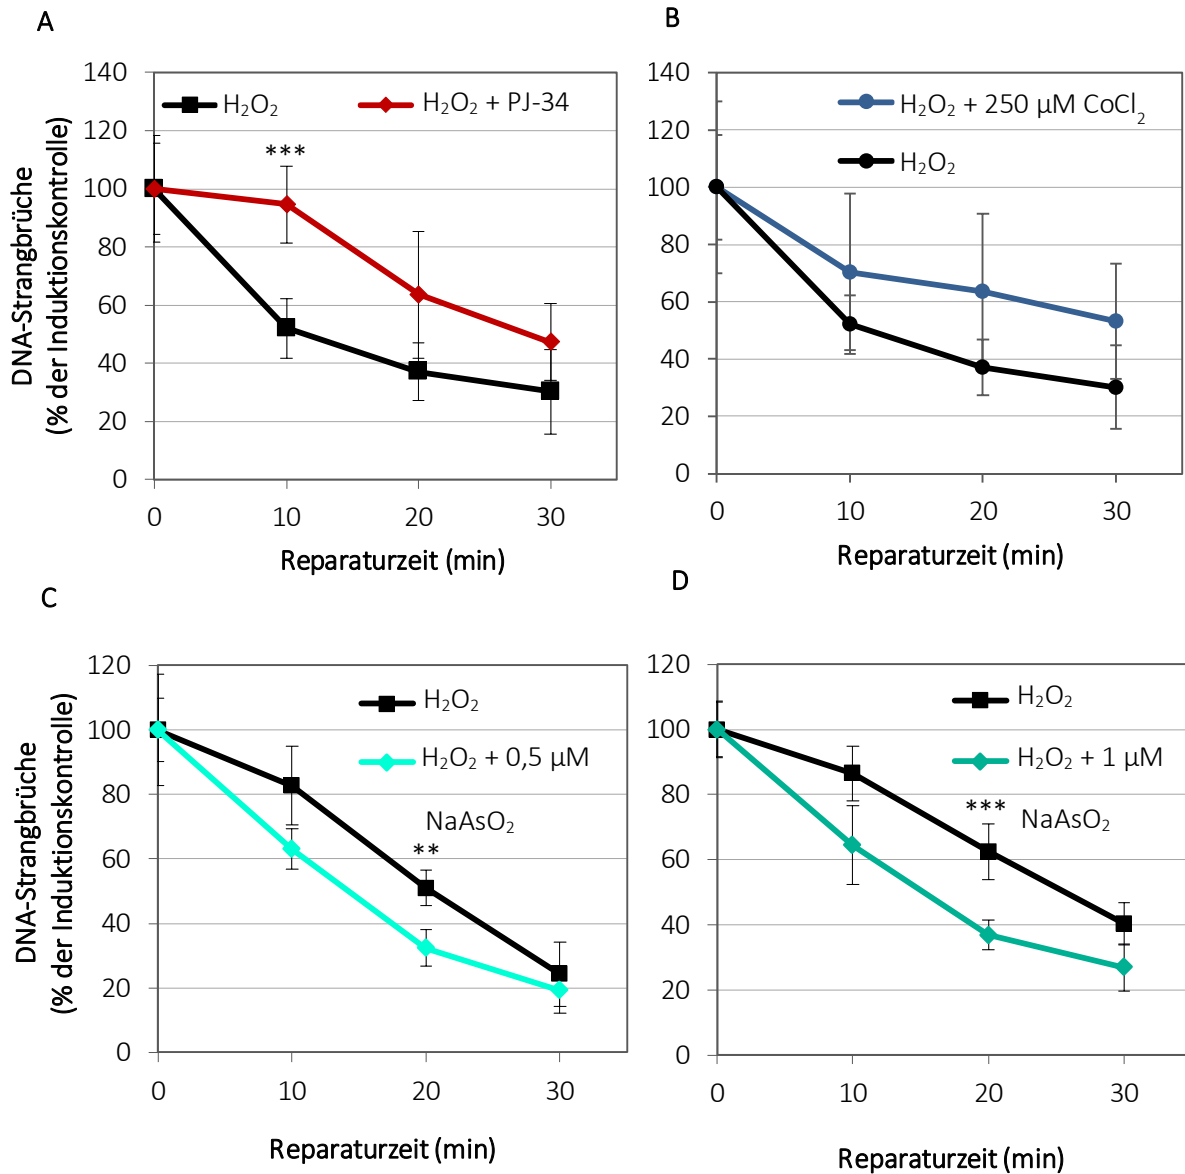 A
B
140
120
100
80
60
40
20
0
H₂O₂
H₂O₂ + PJ-34
***
0 10 20 30
Reparaturzeit (min)
DNA-Strangbrüche
(% der Induktionskontrolle)
140
120
100
80
60
40
20
0
H₂O₂ + 250 µM CoCl₂
H₂O₂
0 10 20 30
Reparaturzeit (min)
C
D
120
100
80
60
40
20
0
H₂O₂
H₂O₂ + 0,5 µM
NaAsO₂
**
0 10 20 30
Reparaturzeit (min)
DNA-Strangbrüche
(% der Induktionskontrolle)
120
100
80
60
40
20
0
H₂O₂
H₂O₂ + 1 µM
*** NaAsO₂
0 10 20 30
Reparaturzeit (min)